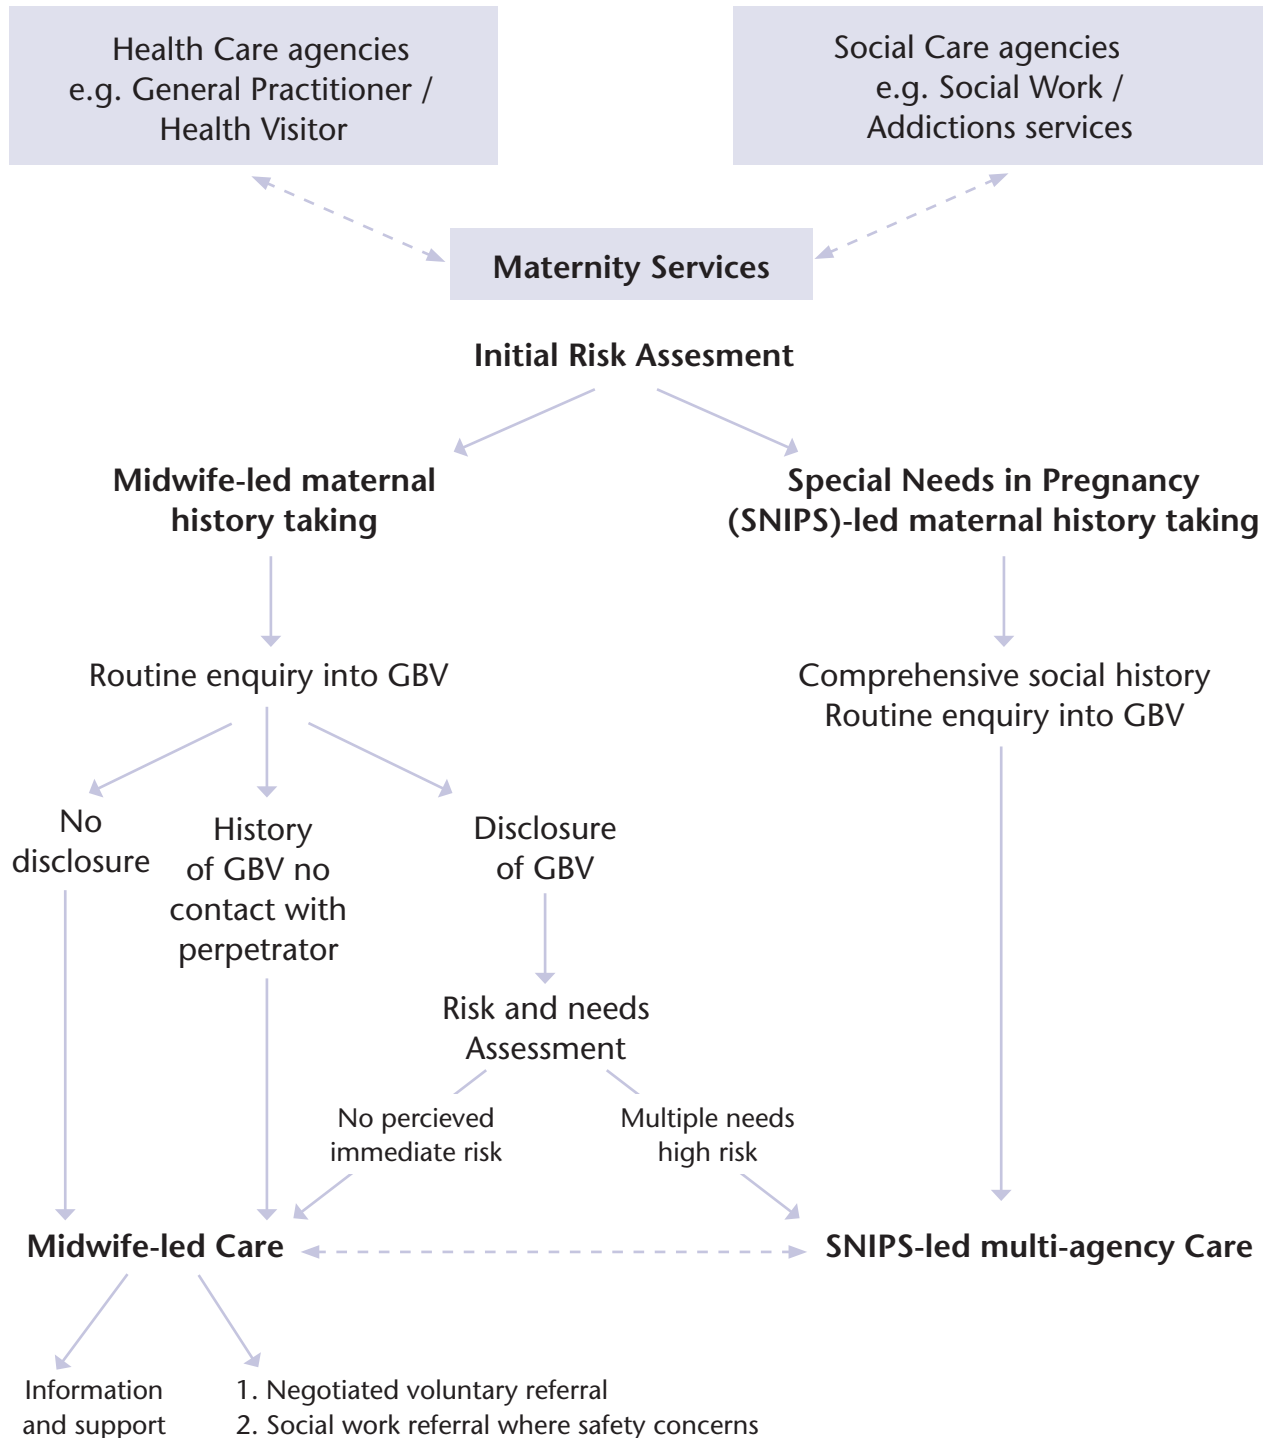 Health Care agencies
e.g. General Practitioner /
Health Visitor
Social Care agencies
e.g. Social Work /
Addictions services
Maternity Services
Initial Risk Assesment
Midwife-led maternal
history taking
Special Needs in Pregnancy
(SNIPS)-led maternal history taking
Routine enquiry into GBV
Comprehensive social history
Routine enquiry into GBV
No
disclosure
History
of GBV no
contact with
perpetrator
Disclosure
of GBV
Risk and needs
Assessment
No percieved
immediate risk
Multiple needs
high risk
Midwife-led Care
SNIPS-led multi-agency Care
Information
and support
1. Negotiated voluntary referral
2. Social work referral where safety concerns